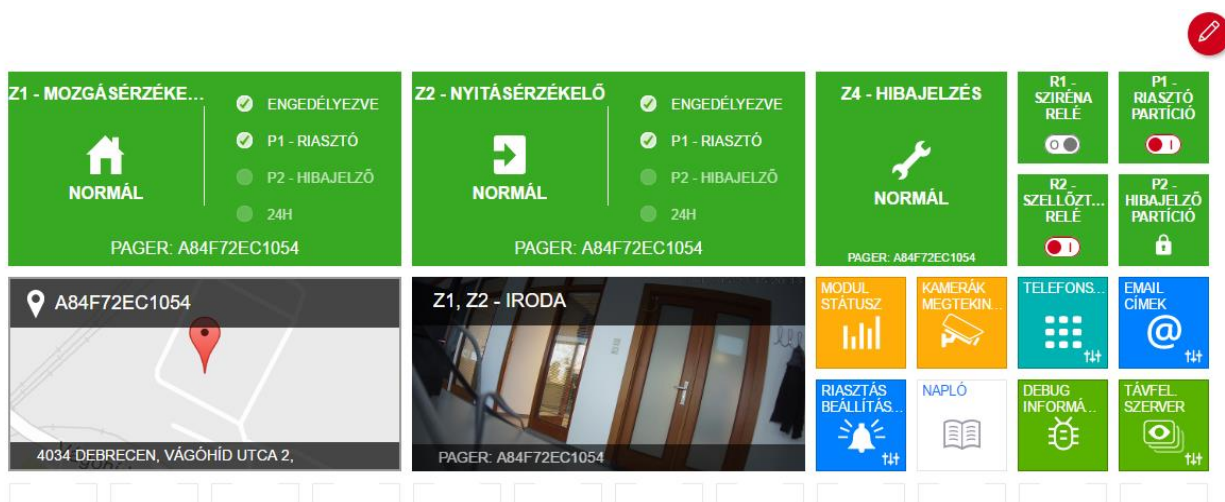 Z1 - MOZGÁSÉRZÉKE...
ENGEDÉLYEZVE
P1 - RIASZTÓ
P2 - HIBAJELZŐ
24H
NORMÁL
PAGER: A84F72EC1054
Z2 - NYITÁSÉRZÉKELŐ
ENGEDÉLYEZVE
P1 - RIASZTÓ
P2 - HIBAJELZŐ
24H
NORMÁL
PAGER: A84F72EC1054
Z4 - HIBAJELZÉS
NORMÁL
PAGER: A84F72EC1054
R1 -
SZIRÉNA
RELÉ
P1 -
RIASZTÓ
PARTÍCIÓ
R2 -
SZELLŐZT...
RELÉ
P2 -
HIBAJELZŐ
PARTÍCIÓ
A84F72EC1054
4034 DEBRECEN, VÁGÓHÍD UTCA 2,
Z1, Z2 - IRODA
PAGER: A84F72EC1054
MODUL
STÁTUSZ
KAMERÁK
MEGTEKIN...
TELEFONS...
EMAIL
CÍMEK
@
RIASZTÁS
BEÁLLÍTÁS...
NAPLÓ
DEBUG
INFORMÁ...
TÁVFEL.
SZERVER